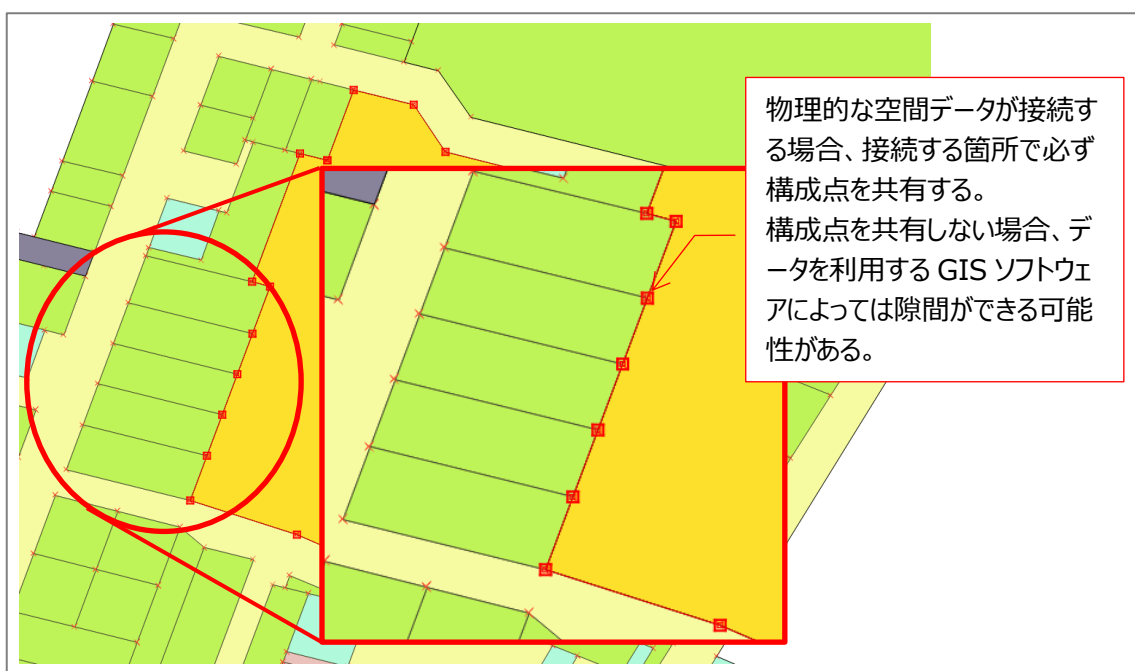 物理的な空間データが接続す
る場合、接続する箇所で必ず
構成点を共有する。
構成点を共有しない場合、デ
ータを利用する GIS ソフトウェ
アによっては隙間ができる可能
性がある。